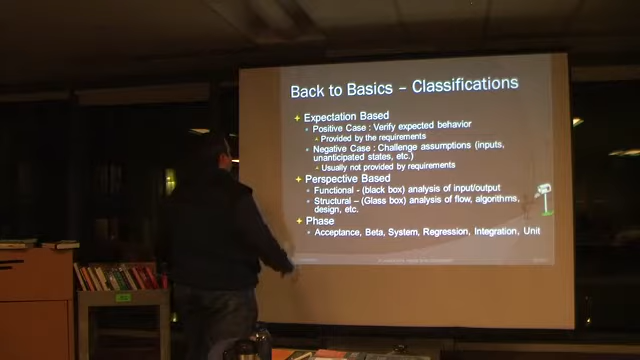 Back to Basics – Classifications
Expectation Based
Positive Case : Verify expected behavior
Provided by the requirements
Negative Case : Challenge assumptions (inputs,
unanticipated states, etc.)
Usually not provided by requirements
Perspective Based
Functional - (black box) analysis of input/output
Structural – (Glass box) analysis of flow, algorithms,
design, etc.
Phase
Acceptance, Beta, System, Regression, Integration, Unit